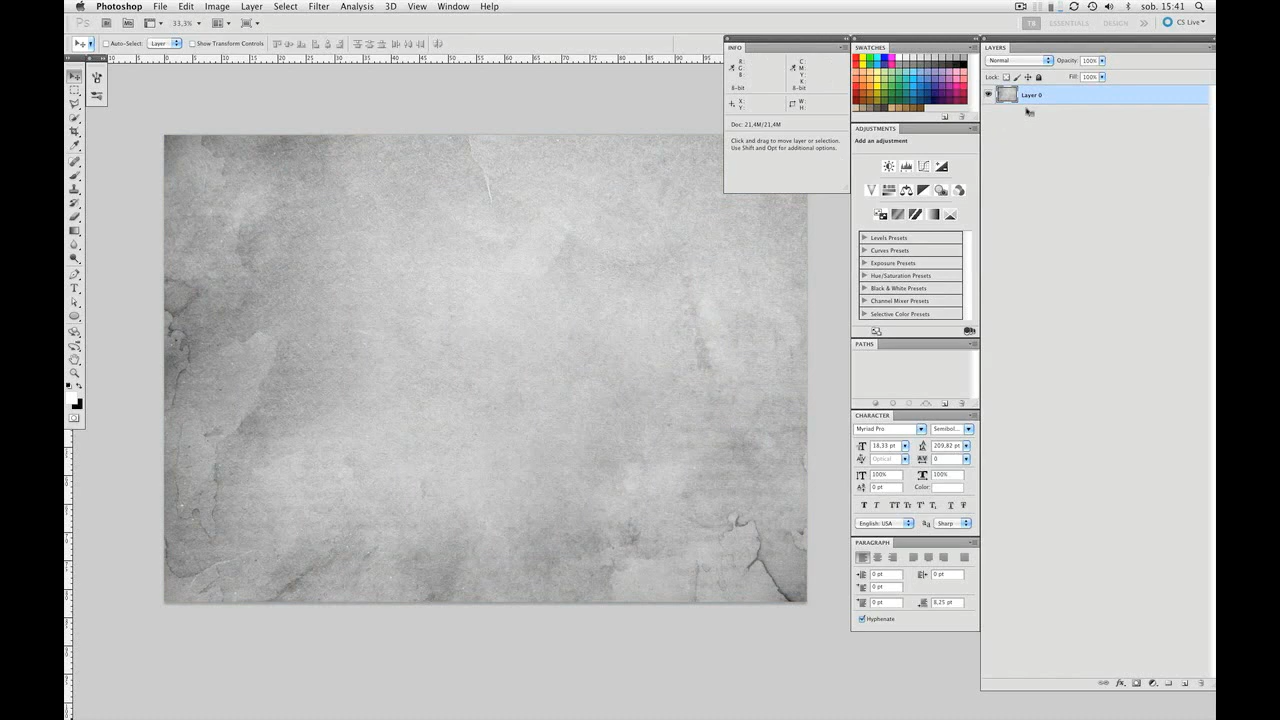 Photoshop File Edit Image Layer Select Filter Analysis 3D View Window Help
sob. 15:41
Ps Br Mb 33,3%
TB ESSENTIALS DESIGN CS Live
Auto-Select: Layer Show Transform Controls
INFO
R:
G:
B:
C:
M:
Y:
K:
8-bit 8-bit
X:
Y:
W:
H:
Doc: 21,4M/21,4M
Click and drag to move layer or selection.
Use Shift and Opt for additional options.
SWATCHES
ADJUSTMENTS
Add an adjustment
Levels Presets
Curves Presets
Exposure Presets
Hue/Saturation Presets
Black & White Presets
Channel Mixer Presets
Selective Color Presets
PATHS
CHARACTER
Myriad Pro Semibol...
18,33 pt 209,82 pt
Optical 0
100% 100%
0 pt Color:
English: USA Sharp
PARAGRAPH
0 pt 0 pt
0 pt
0 pt 8,25 pt
Hyphenate
LAYERS
Normal Opacity: 100%
Lock: Fill: 100%
Layer 0